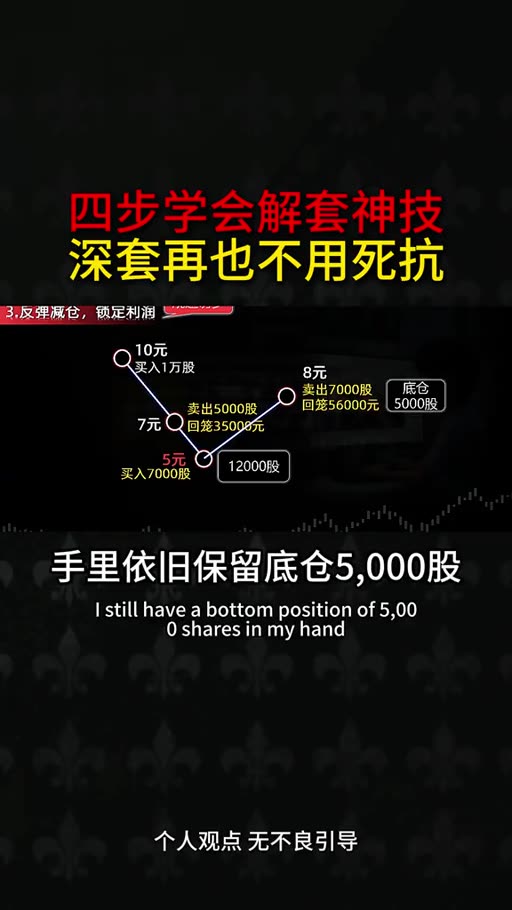 四步学会解套神技
深套再也不用死抗
3.反弹减仓，锁定利润
10元
买入1万股
8元
卖出7000股
回笼56000元
底仓
5000股
卖出5000股
回笼35000元
7元
5元
买入7000股
12000股
手里依旧保留底仓5,000股
I still have a bottom position of 5,00
0 shares in my hand
个人观点 无不良引导